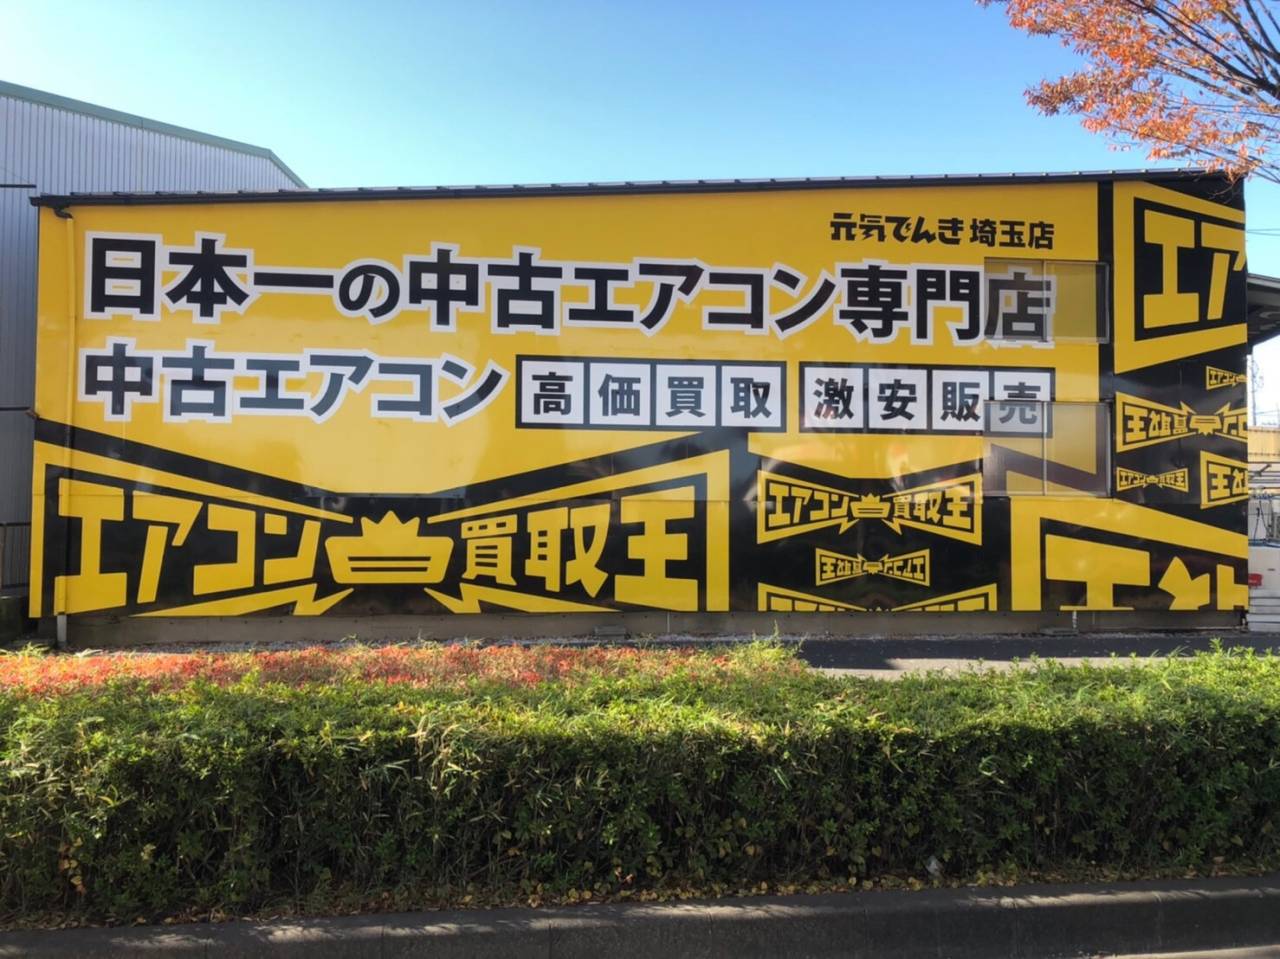 元気でんき 埼玉店
日本一の中古エアコン専門店
中古エアコン 高価買取 激安販売
エアコン 買取王
エアコン 買取王
エア
エアコン 買取王